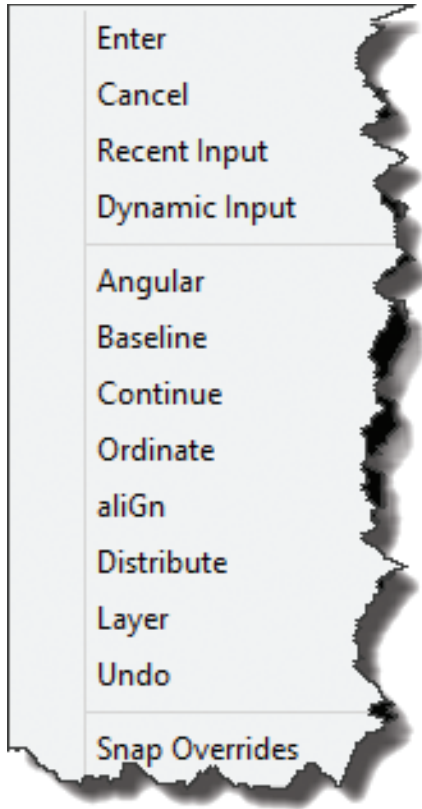 Enter
Cancel
Recent Input
Dynamic Input
Angular
Baseline
Continue
Ordinate
aliGn
Distribute
Layer
Undo
Snap Overrides